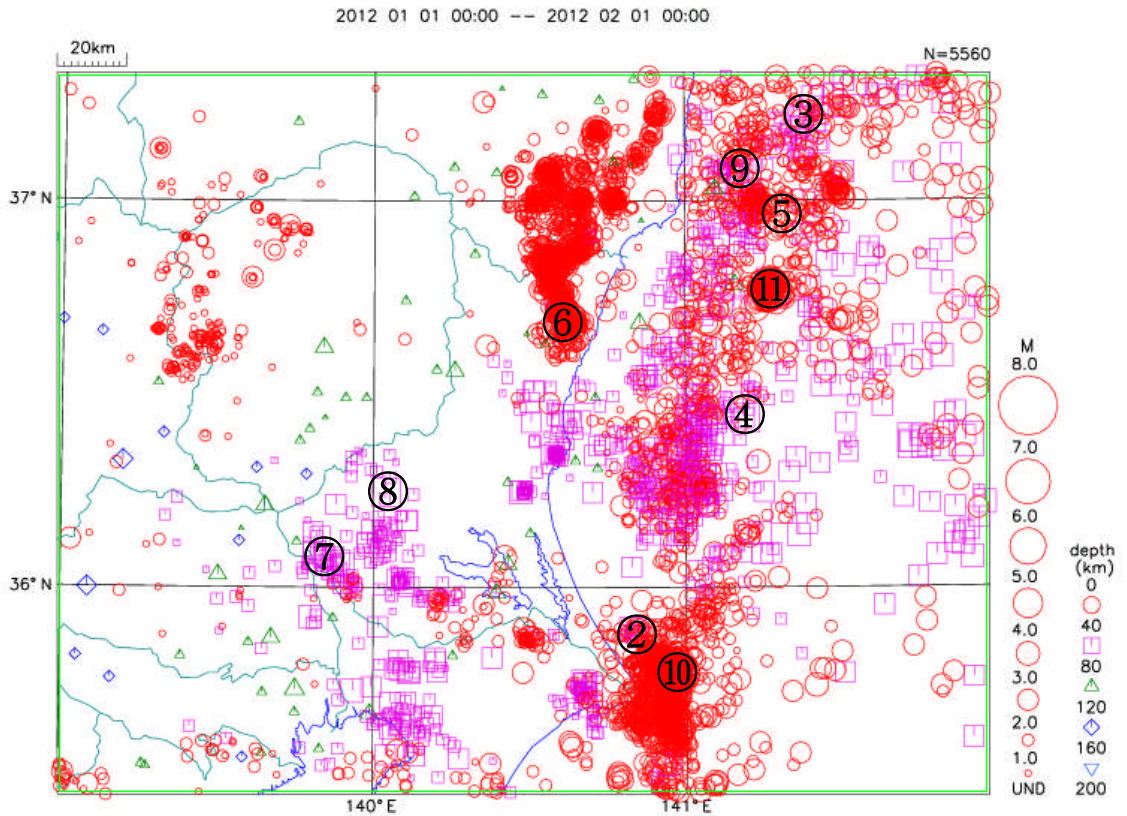 2012 01 01 00:00 -- 2012 02 01 00:00
20km
N=5560
③
⑨
37°N
⑤
⑪
⑥
M
8.0
④
7.0
⑧
6.0
⑦
depth
(km)
36°N
5.0
0
4.0
40
②
3.0
80
⑩
2.0
120
1.0
160
UND
200
140°E
141°E